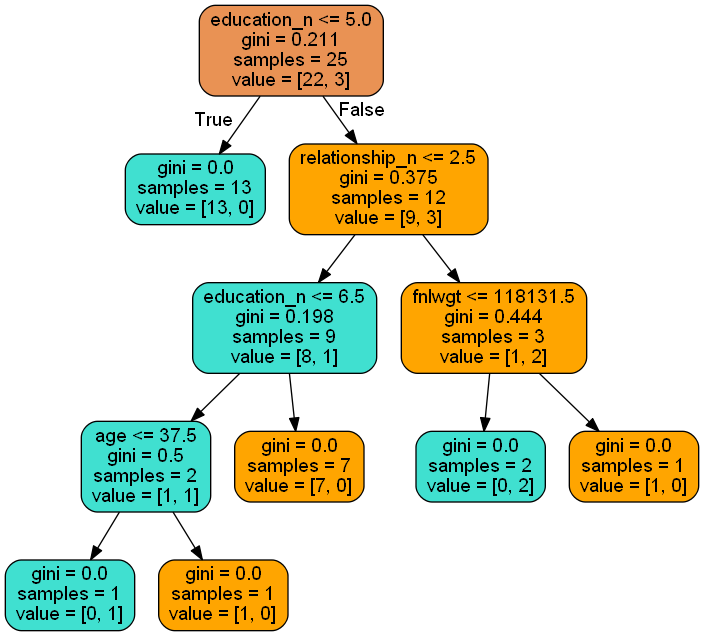 education_n <= 5.0
gini = 0.211
samples = 25
value = [22, 3]
True
False
gini = 0.0
samples = 13
value = [13, 0]
relationship_n <= 2.5
gini = 0.375
samples = 12
value = [9, 3]
education_n <= 6.5
gini = 0.198
samples = 9
value = [8, 1]
fnlwgt <= 118131.5
gini = 0.444
samples = 3
value = [1, 2]
age <= 37.5
gini = 0.5
samples = 2
value = [1, 1]
gini = 0.0
samples = 7
value = [7, 0]
gini = 0.0
samples = 2
value = [0, 2]
gini = 0.0
samples = 1
value = [1, 0]
gini = 0.0
samples = 1
value = [0, 1]
gini = 0.0
samples = 1
value = [1, 0]